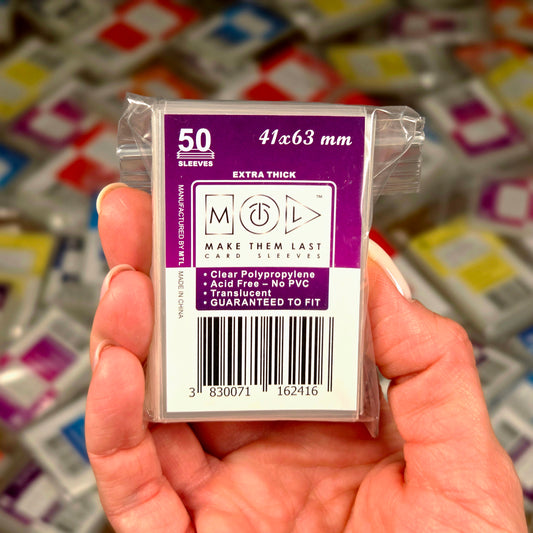 50
SLEEVES
41x63 mm
EXTRA THICK
M L ™
MAKE THEM LAST
CARD SLEEVES
• Clear Polypropylene
• Acid Free – No PVC
• Translucent
• GUARANTEED TO FIT
3 830071 162416
MANUFACTURED BY MTL MADE IN CHINA